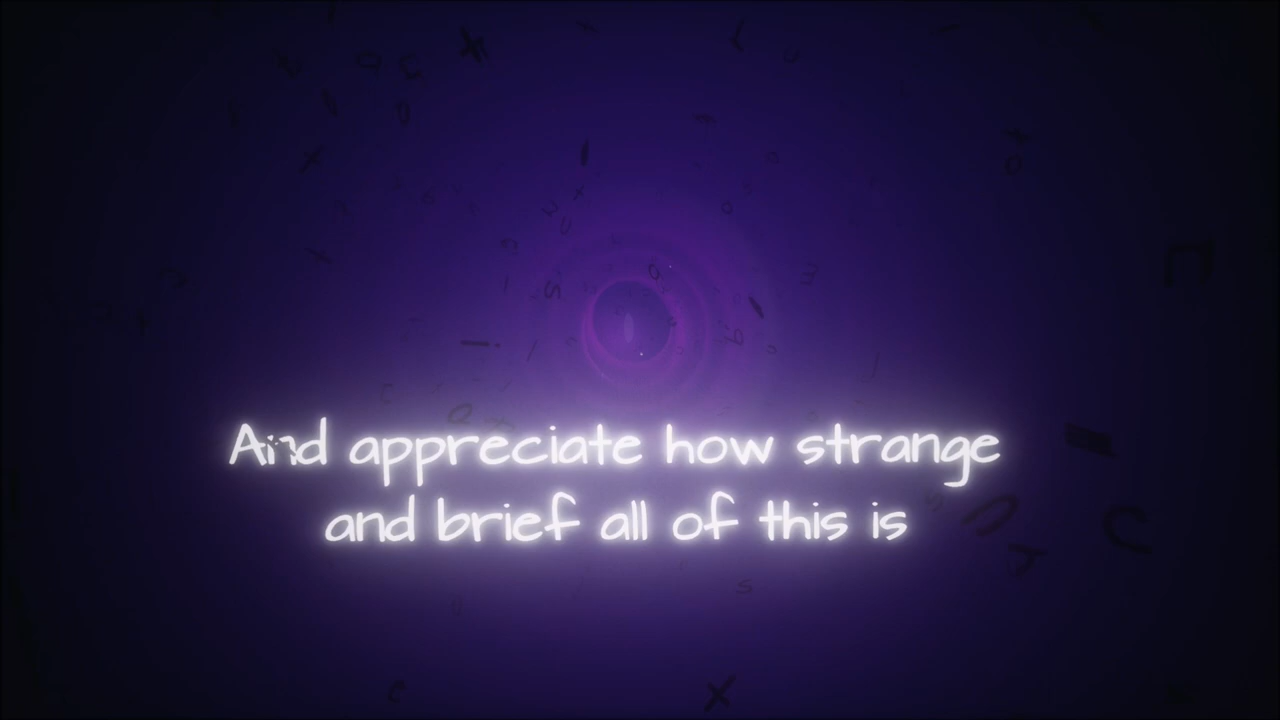 And appreciate how strange
and brief all of this is